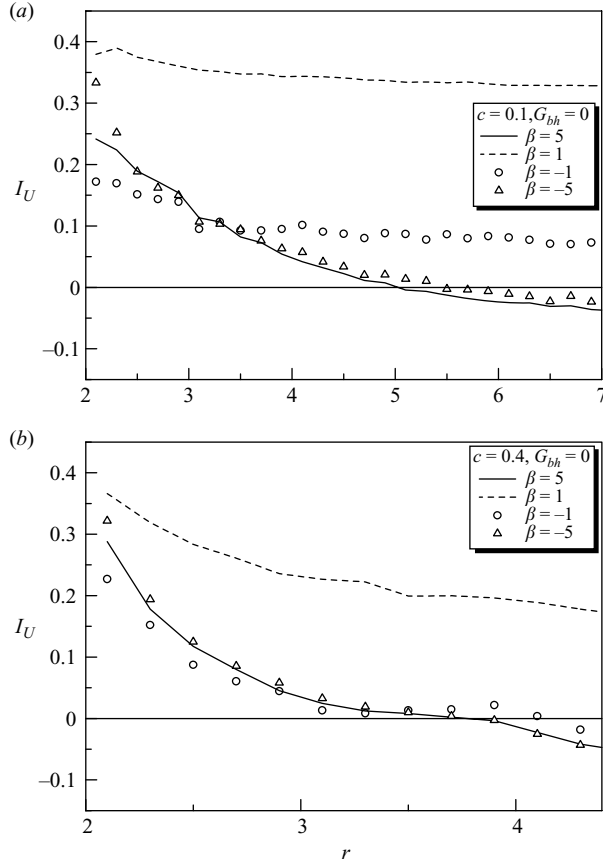 (a)
0.4
0.3
0.2
0.1
0
−0.1
I_U
c = 0.1, G_bh = 0
β = 5
β = 1
β = −1
β = −5
2 3 4 5 6 7
(b)
0.4
0.3
0.2
0.1
0
−0.1
I_U
c = 0.4, G_bh = 0
β = 5
β = 1
β = −1
β = −5
2 3 4
r